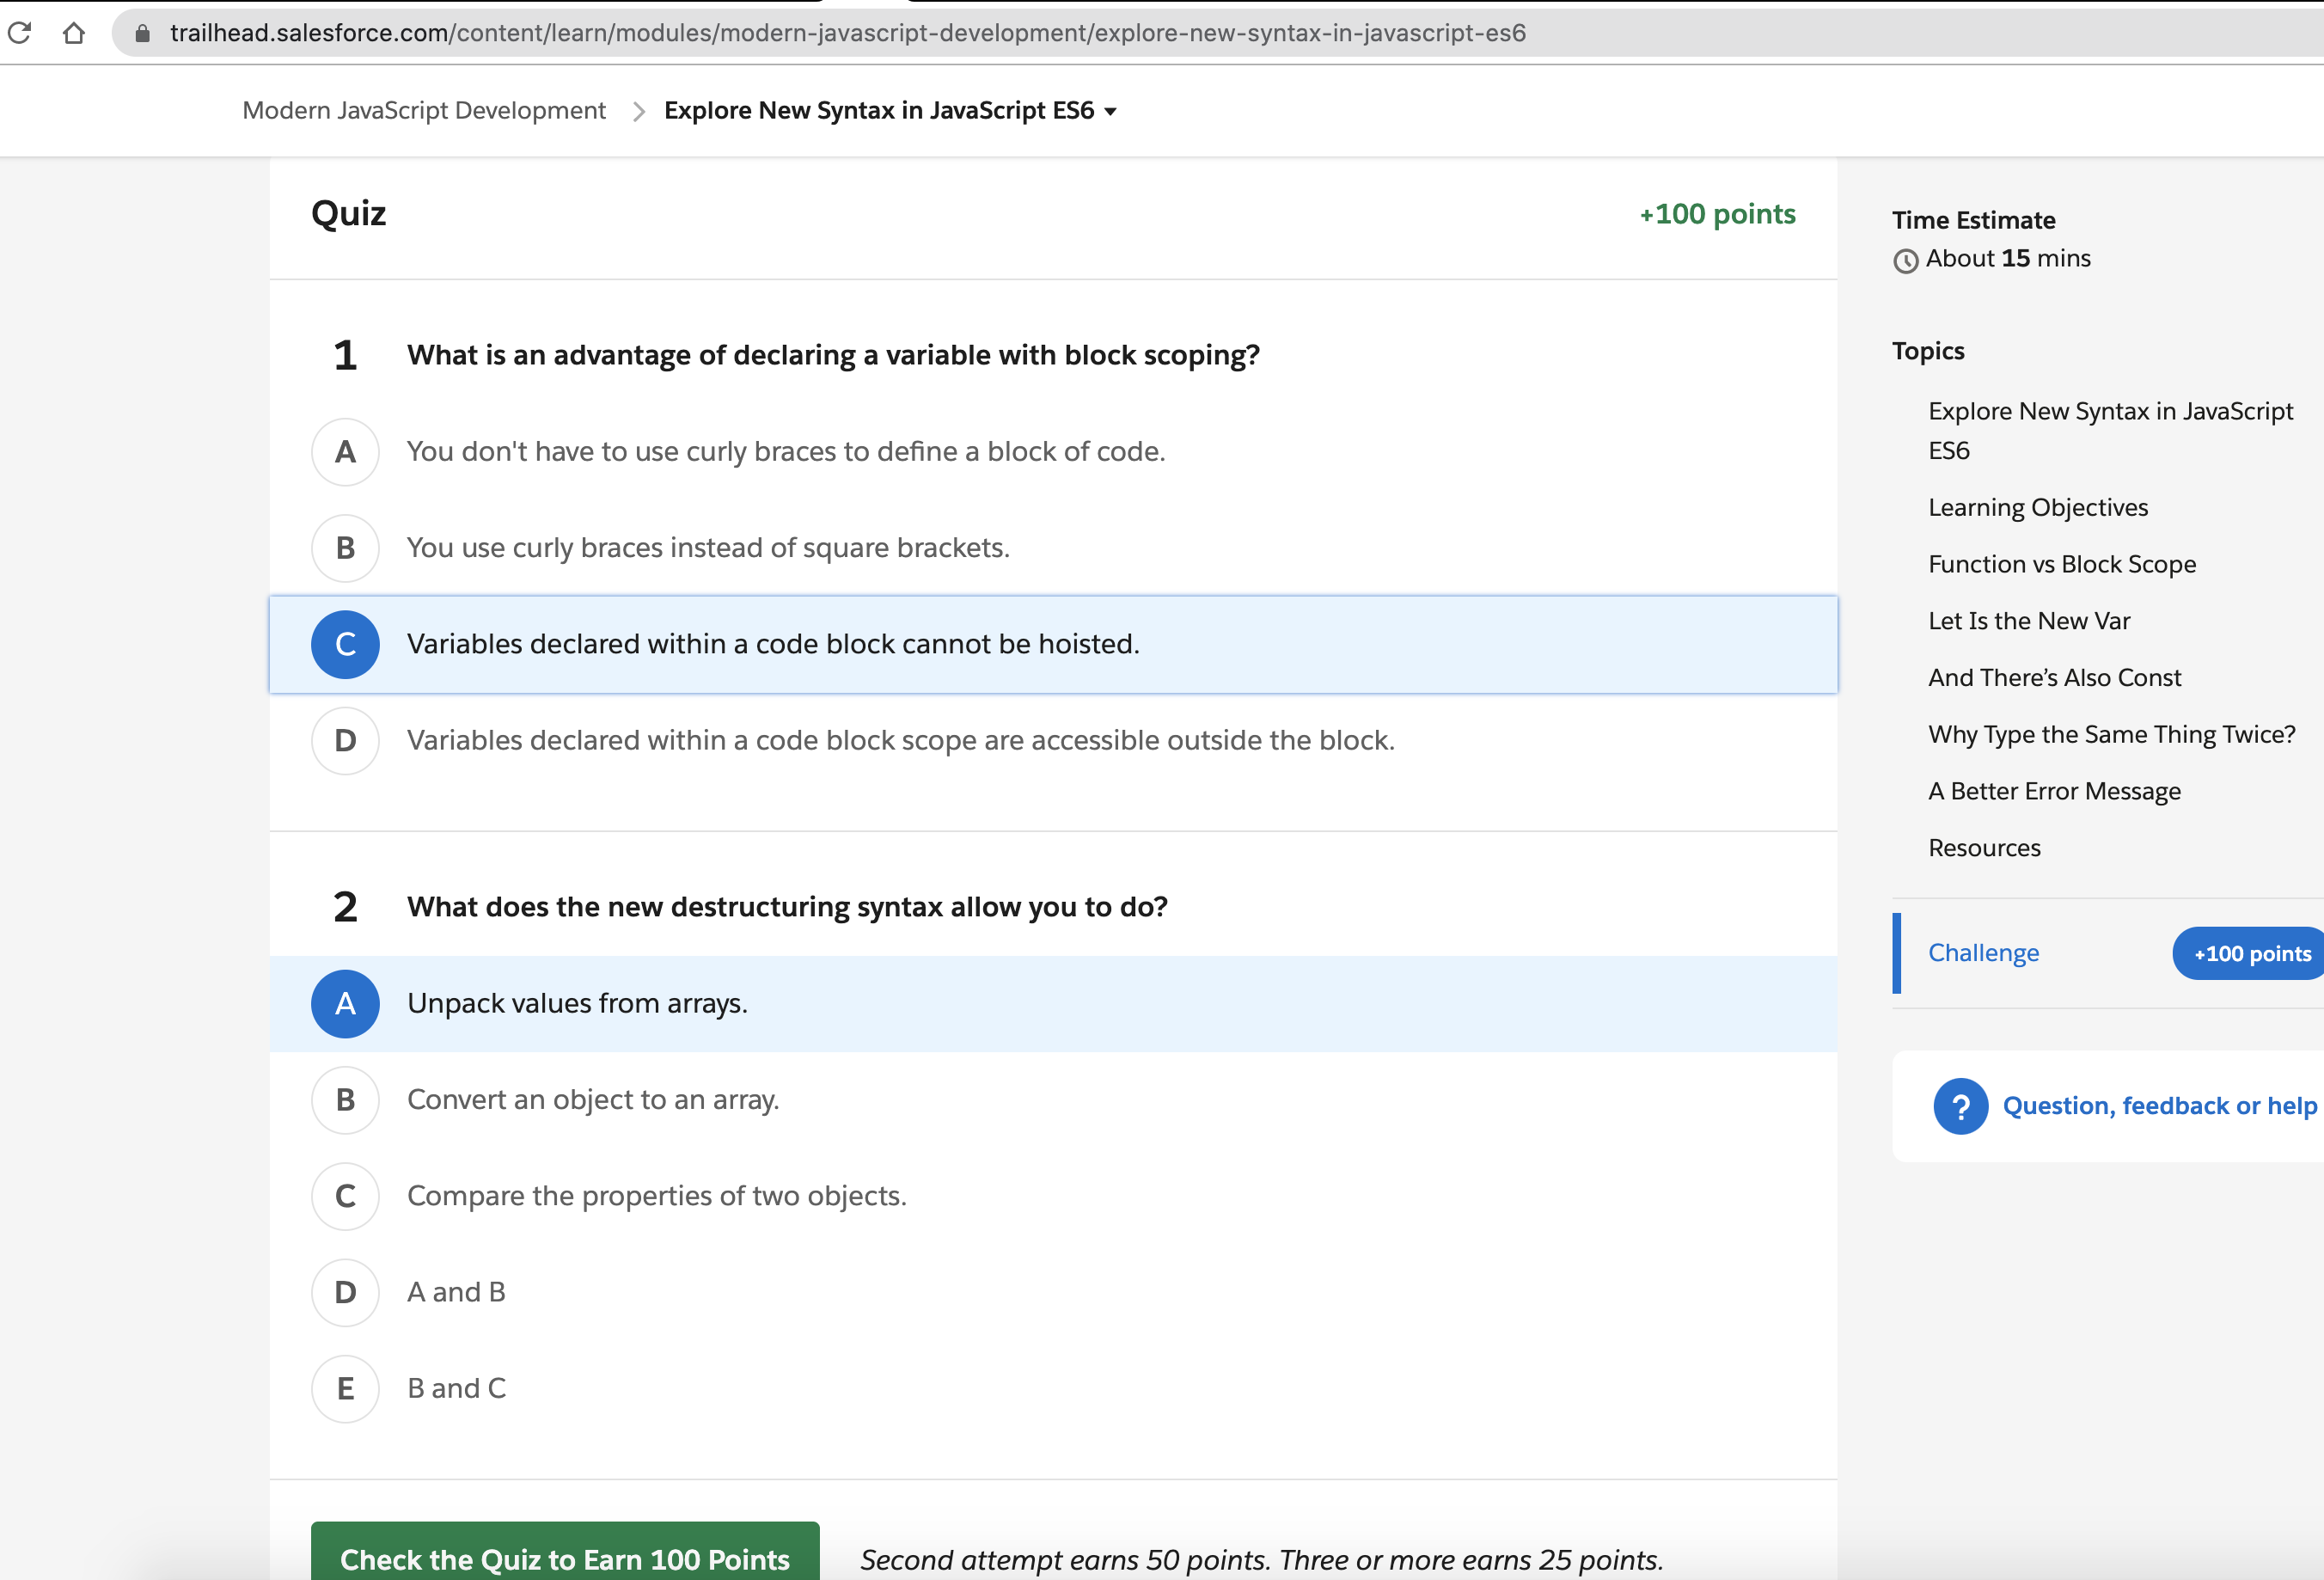 trailhead.salesforce.com/content/learn/modules/modern-javascript-development/explore-new-syntax-in-javascript-es6
Modern JavaScript Development > Explore New Syntax in JavaScript ES6
Quiz
+100 points
1 What is an advantage of declaring a variable with block scoping?
A You don't have to use curly braces to define a block of code.
B You use curly braces instead of square brackets.
C Variables declared within a code block cannot be hoisted.
D Variables declared within a code block scope are accessible outside the block.
2 What does the new destructuring syntax allow you to do?
A Unpack values from arrays.
B Convert an object to an array.
C Compare the properties of two objects.
D A and B
E B and C
Check the Quiz to Earn 100 Points
Second attempt earns 50 points. Three or more earns 25 points.
Time Estimate
About 15 mins
Topics
Explore New Syntax in JavaScript
ES6
Learning Objectives
Function vs Block Scope
Let Is the New Var
And There’s Also Const
Why Type the Same Thing Twice?
A Better Error Message
Resources
Challenge
+100 points
? Question, feedback or help